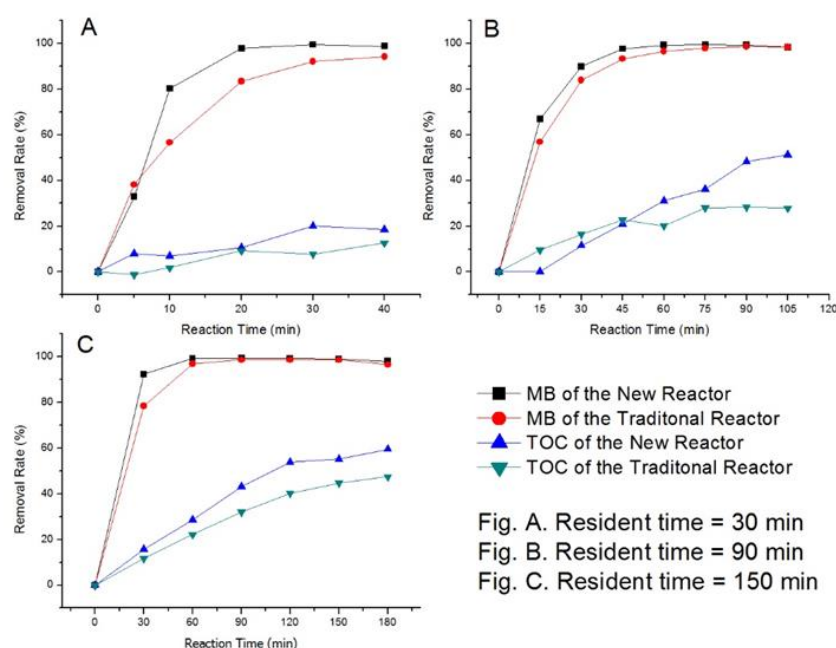 A
Removal Rate (%)
100
80
60
40
20
0
0 10 20 30 40
Reaction Time (min)
B
Removal Rate (%)
100
80
60
40
20
0
0 15 30 45 60 75 90 105 120
Reaction Time (min)
C
Removal Rate (%)
100
80
60
40
20
0
0 30 60 90 120 150 180
Reaction Time (min)
MB of the New Reactor
MB of the Traditonal Reactor
TOC of the New Reactor
TOC of the Traditonal Reactor
Fig. A. Resident time = 30 min
Fig. B. Resident time = 90 min
Fig. C. Resident time = 150 min